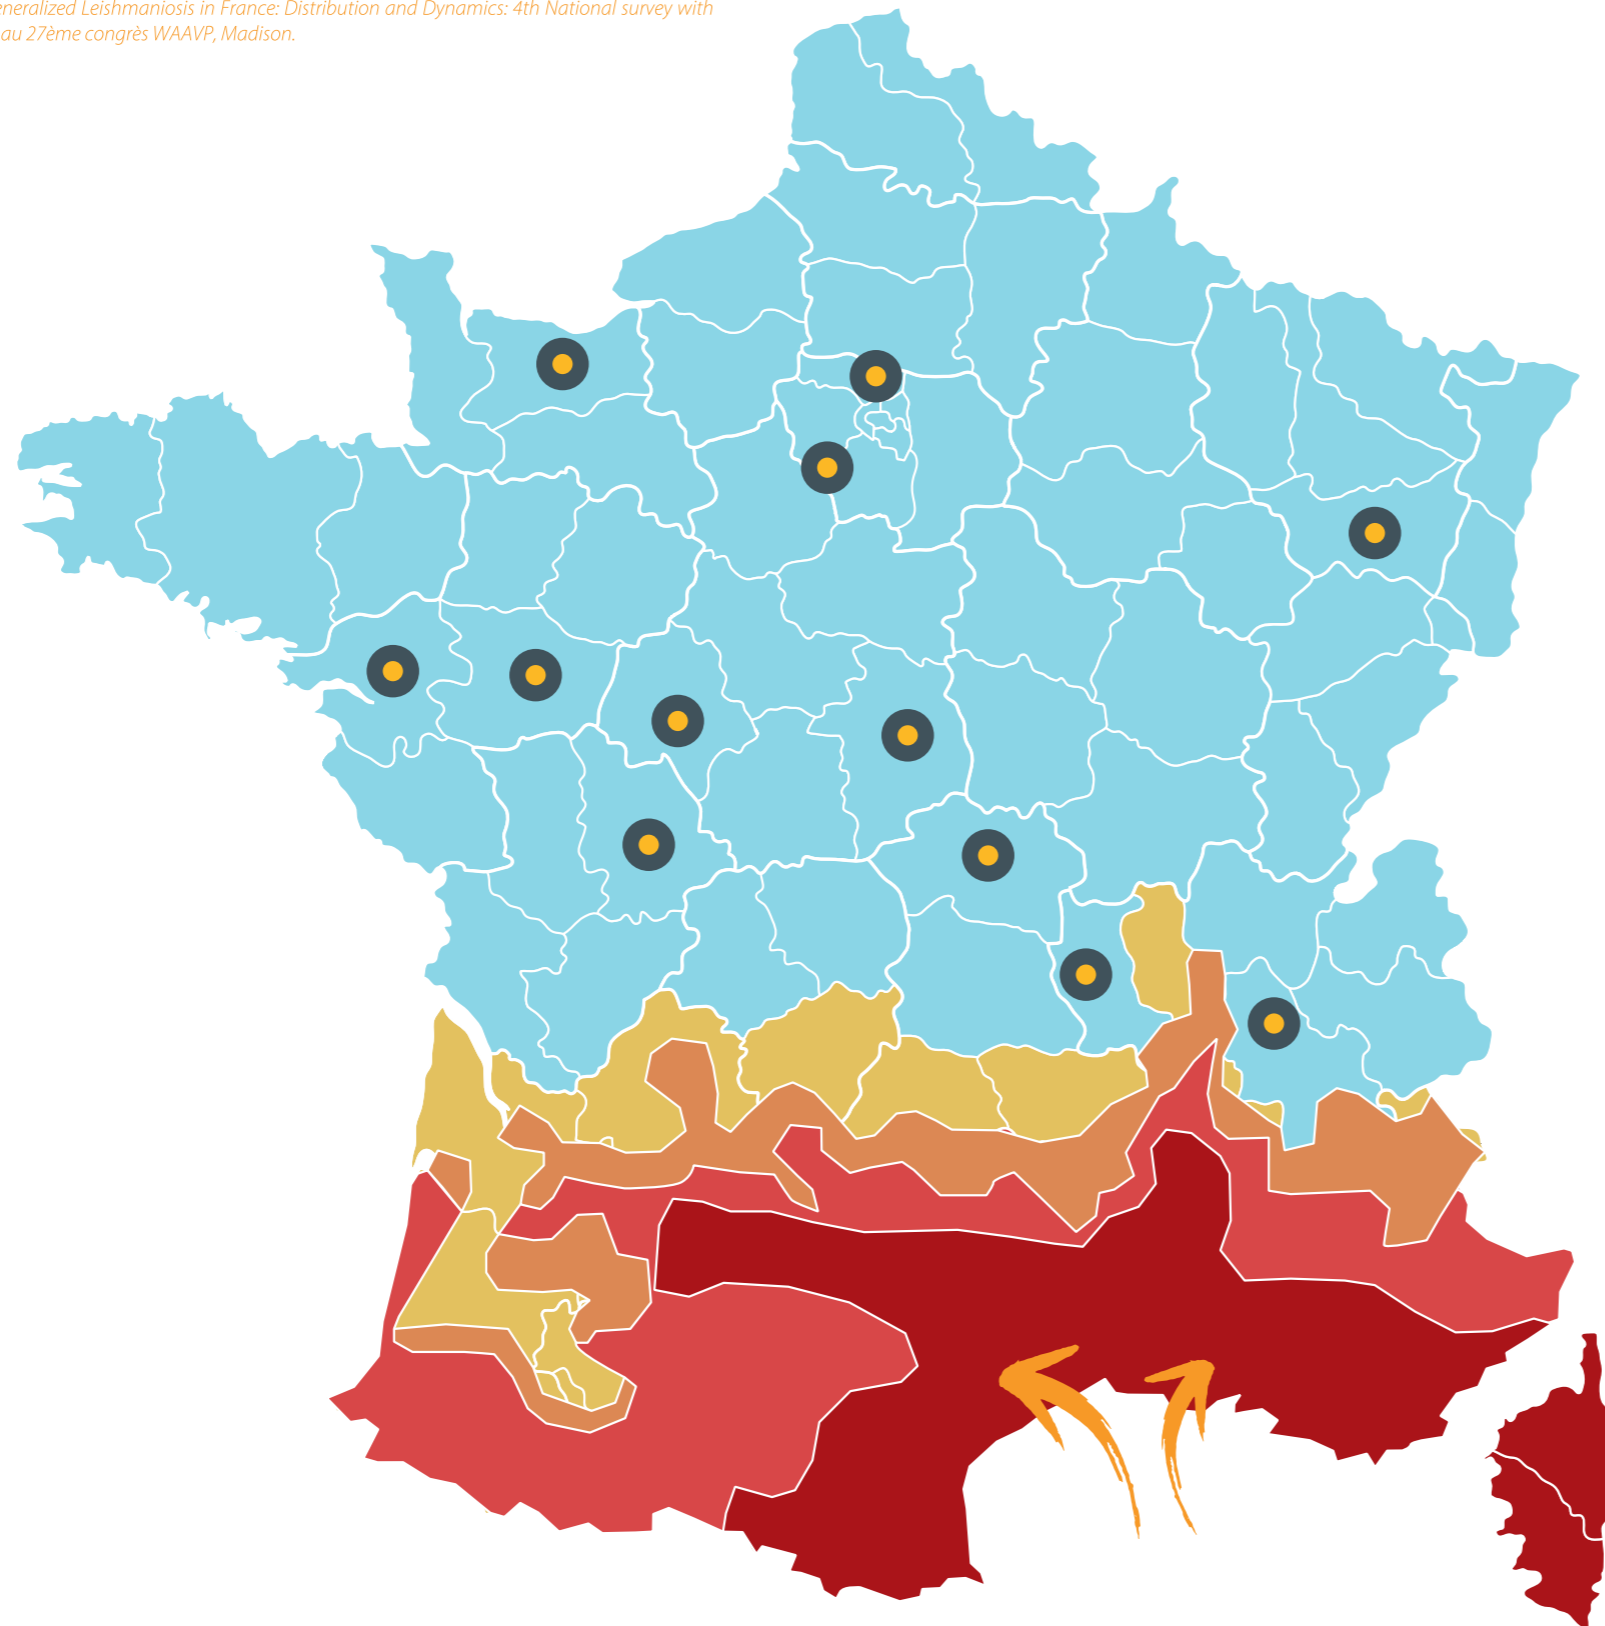 eneralized Leishmaniosis in France: Distribution and Dynamics: 4th National survey with
au 27ème congrès WAAVP, Madison.